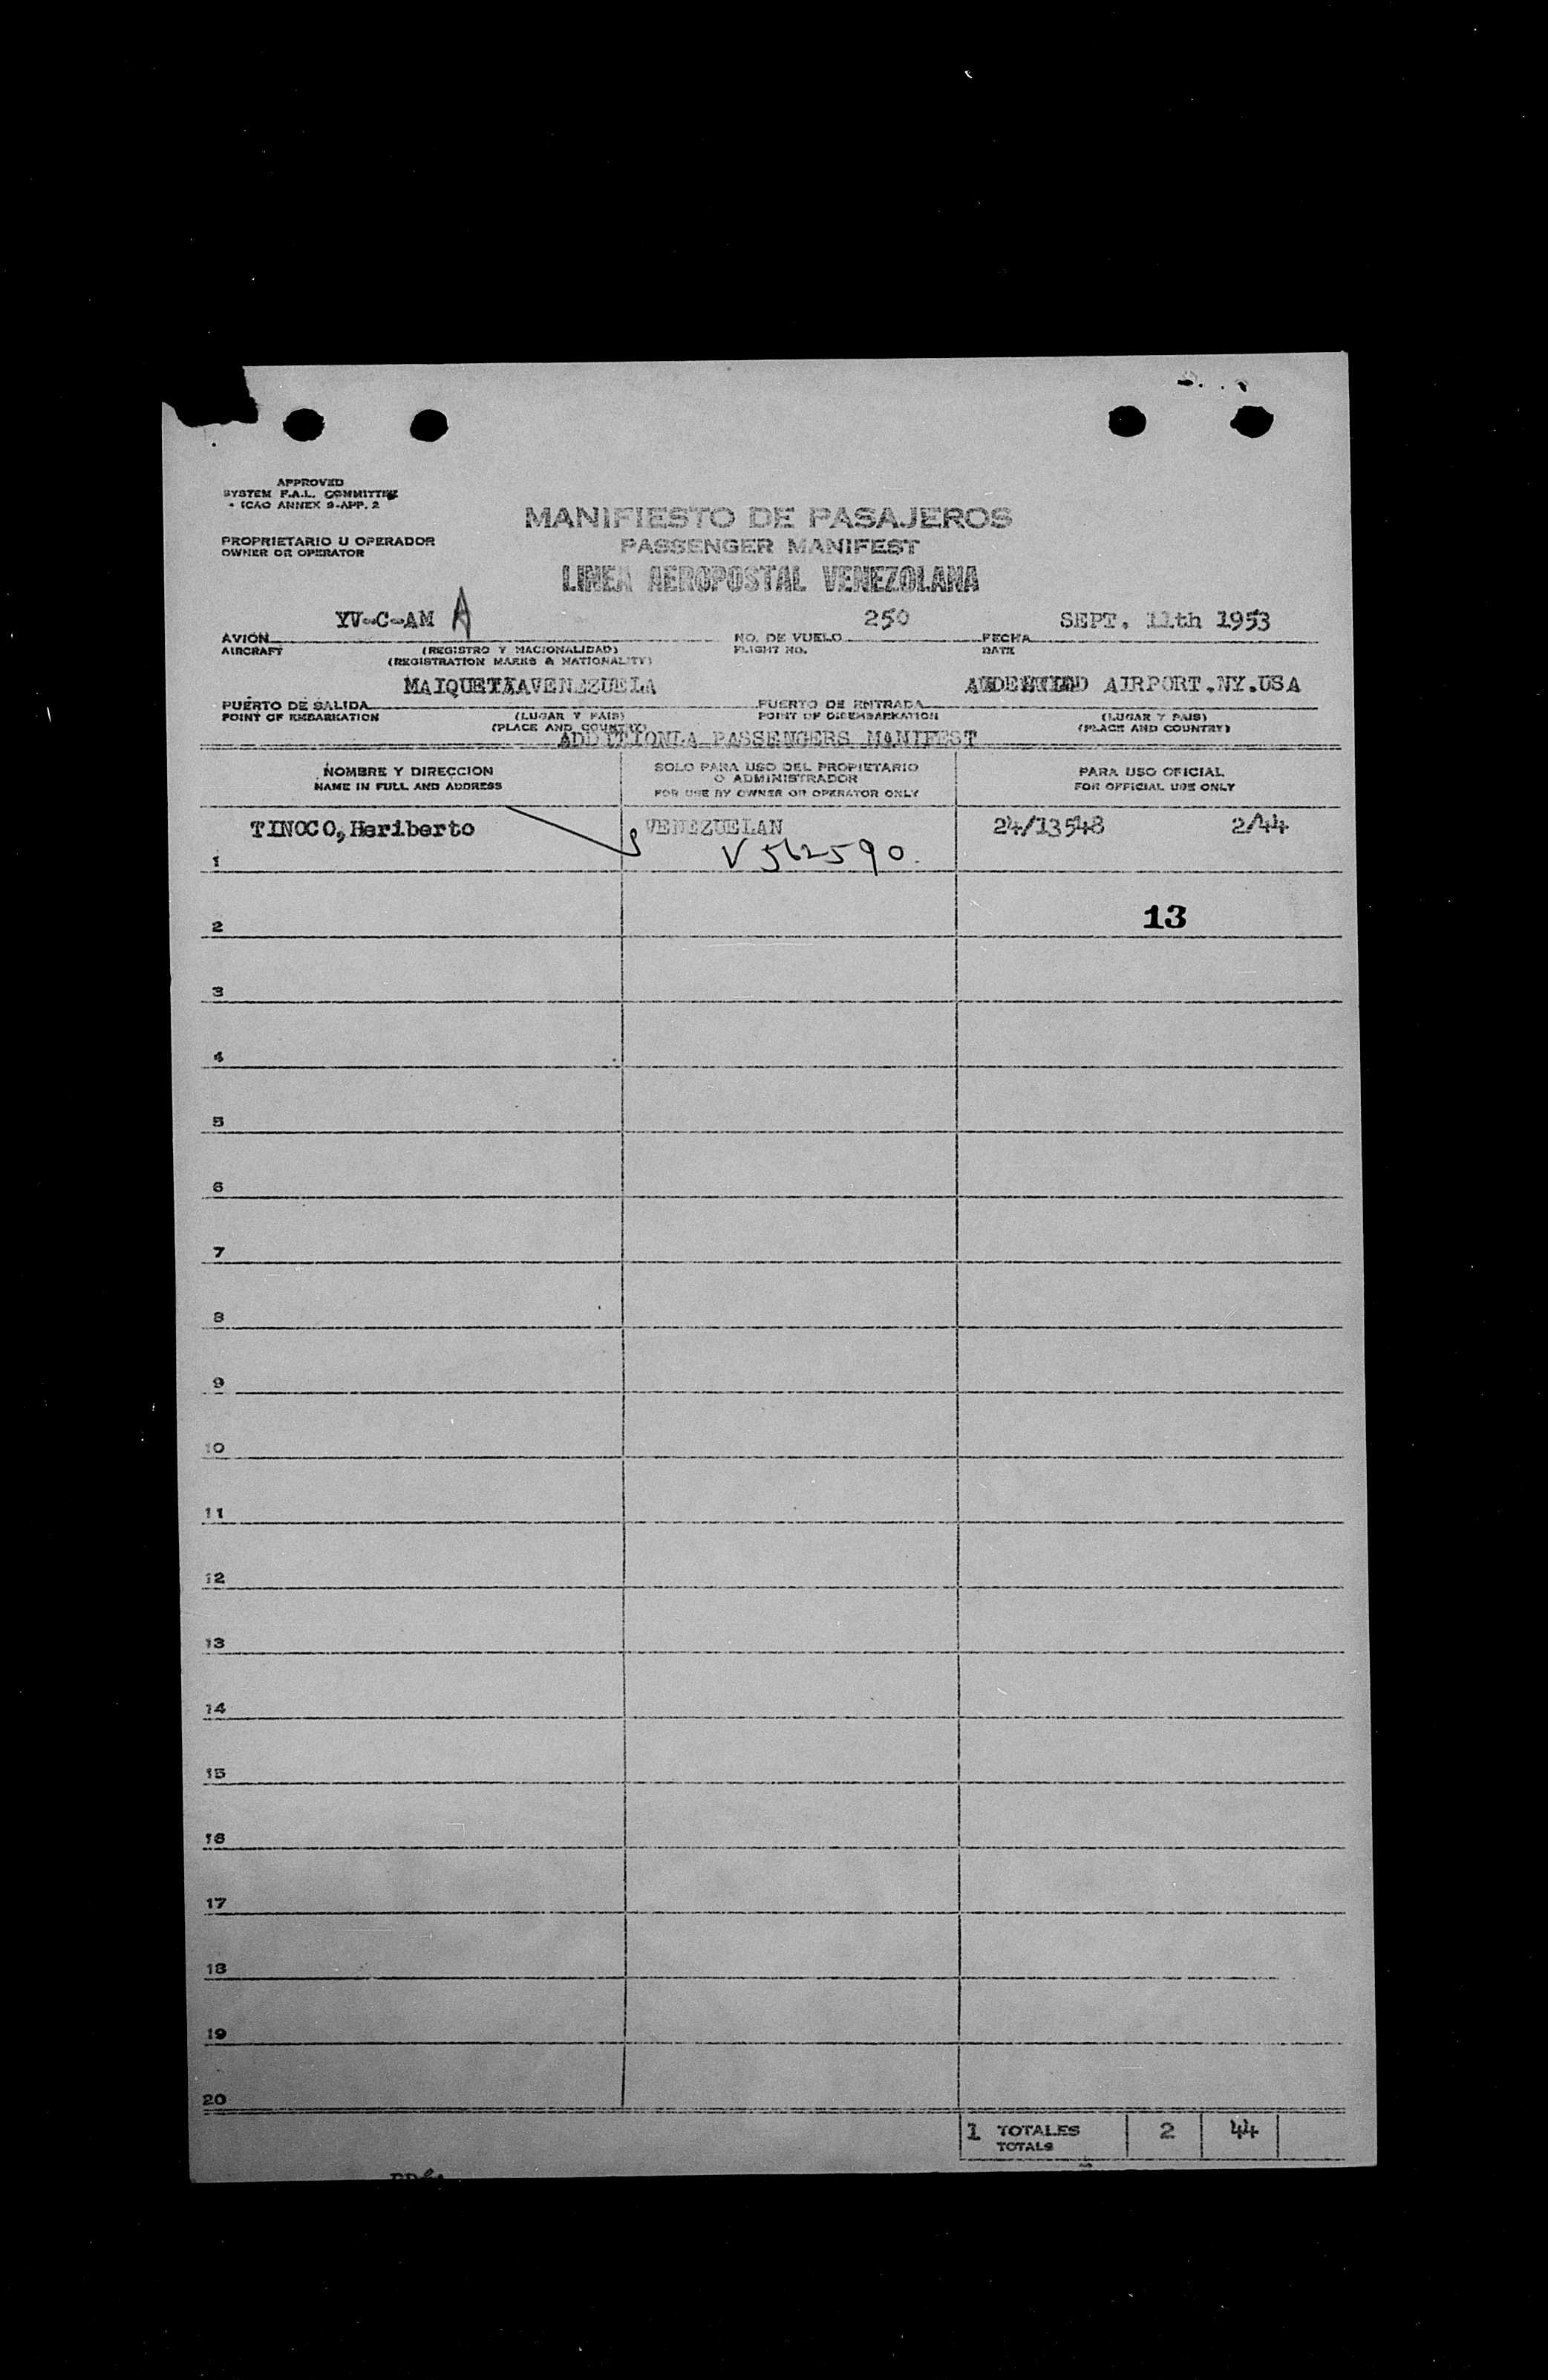 APPROVED
SYSTEM F.A.L. COMMITTEE
ICAO ANNEX 9-APP. 2
MANIFIESTO DE PASAJEROS
PROPRIETARIO U OPERADOR
OWNER OR OPERATOR
PASSENGER MANIFEST
LINEA AEROPOSTAL VENEZOLANA
YV-C-AM A 250 SEPT. 11th 1953
AVIÓN NO. DE VUELO FECHA
AIRCRAFT (REGISTRO Y NACIONALIDAD) FLIGHT NO. DATE
(REGISTRATION MARKS & NATIONALITY)
VENEZUELA AIRPORT.NY.USA
PUERTO DE SALIDA PUERTO DE ENTRADA
POINT OF EMBARKATION (LUGAR Y PAIS) POINT OF DISEMBARKATION (LUGAR Y PAIS)
(PLACE AND COUNTRY) (PLACE AND COUNTRY)
ADDITIONLA PASSENGERS MANIFEST
NOMBRE Y DIRECCION SOLO PARA USO DEL PROPIETARIO PARA USO OFICIAL
O ADMINISTRADOR
NAME IN FULL AND ADDRESS FOR USE BY OWNER OR OPERATOR ONLY FOR OFFICIAL USE ONLY
TINOCO,Heriberto VENEZUELAN 24/13548 2/44
1 V562590.
2 13
3
4
5
6
7
8
9
10
11
12
13
14
15
16
17
18
19
20
1 TOTALES 2 44
TOTALS